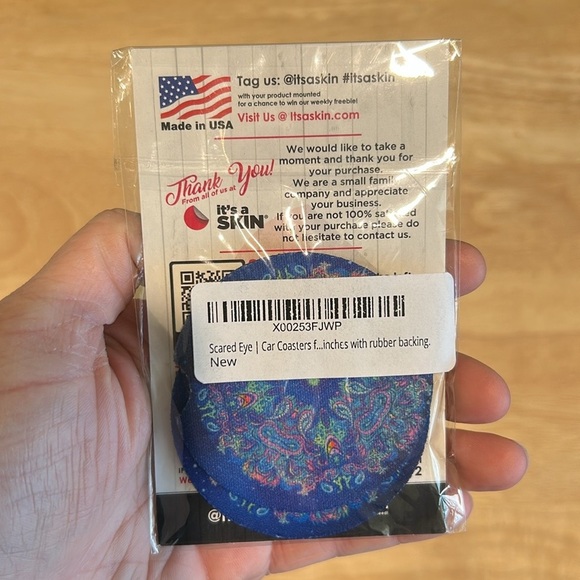 Tag us: @itsaskin #itsaskin
with your product mounted
for a chance to win our weekly freebie!
Made in USA
Visit Us @ Itsaskin.com
Thank You!
From all of us at
it's a
SKIN
We would like to take a
moment and thank you for
your purchase.
We are a small famil
company and appreciate
your business.
If you are not 100% sa
with your purchase please do
not hesitate to contact us.
X00253FJWP
Scared Eye | Car Coasters f...inches with rubber backing.
New